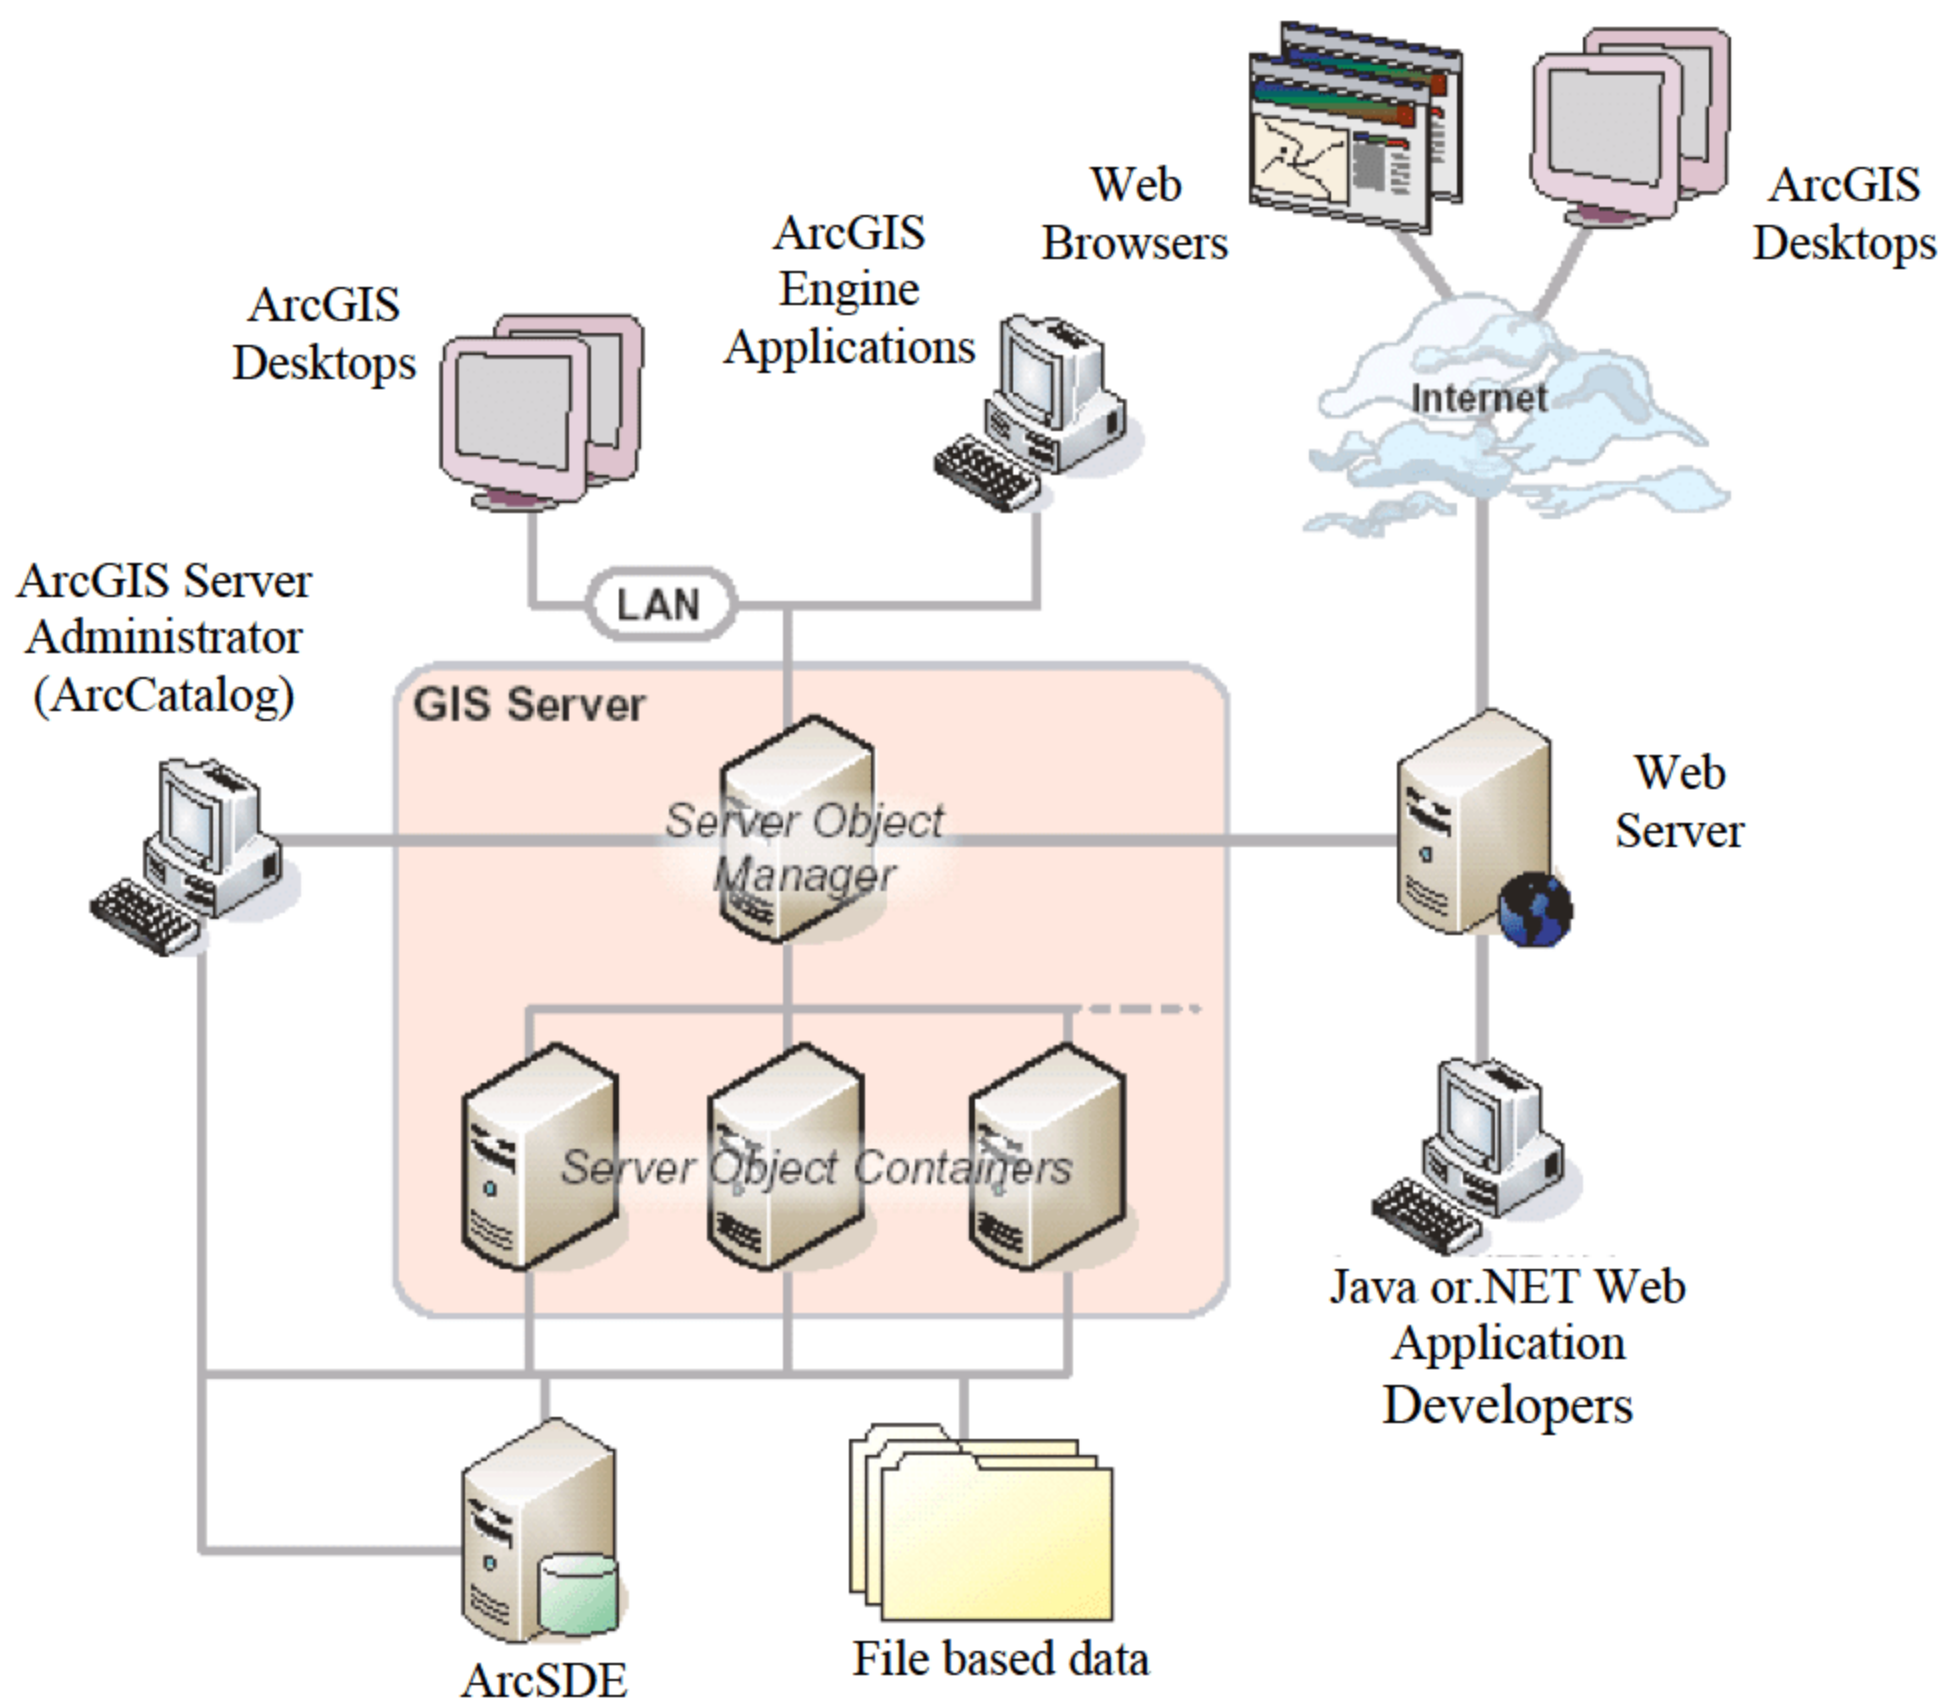 Web
Browsers
ArcGIS
Desktops
ArcGIS
Engine
Applications
ArcGIS
Desktops
Internet
LAN
ArcGIS Server
Administrator
(ArcCatalog)
GIS Server
Server Object
Manager
Web
Server
Server Object Containers
Java or.NET Web
Application
Developers
File based data
ArcSDE